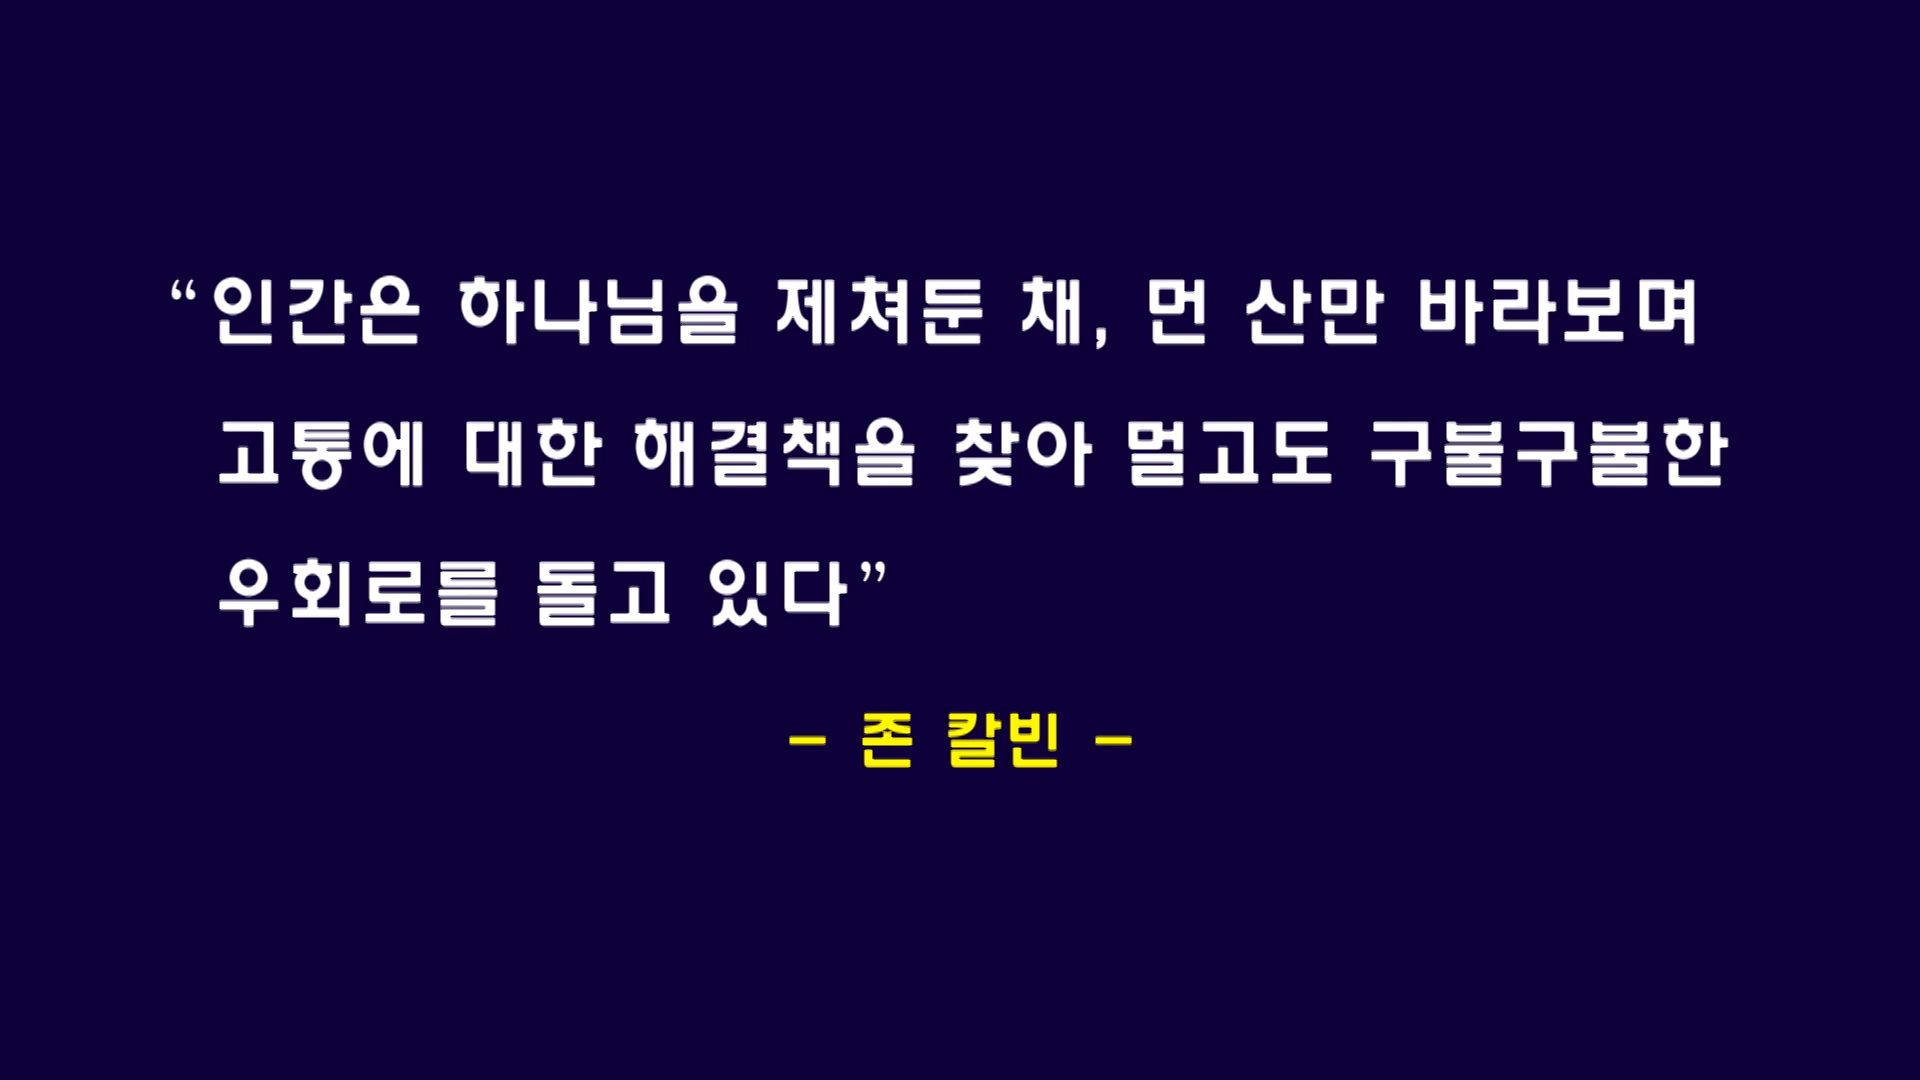 “인간은 하나님을 제쳐둔 채, 먼 산만 바라보며
고통에 대한 해결책을 찾아 멀고도 구불구불한
우회로를 돌고 있다”
- 존 칼빈 -